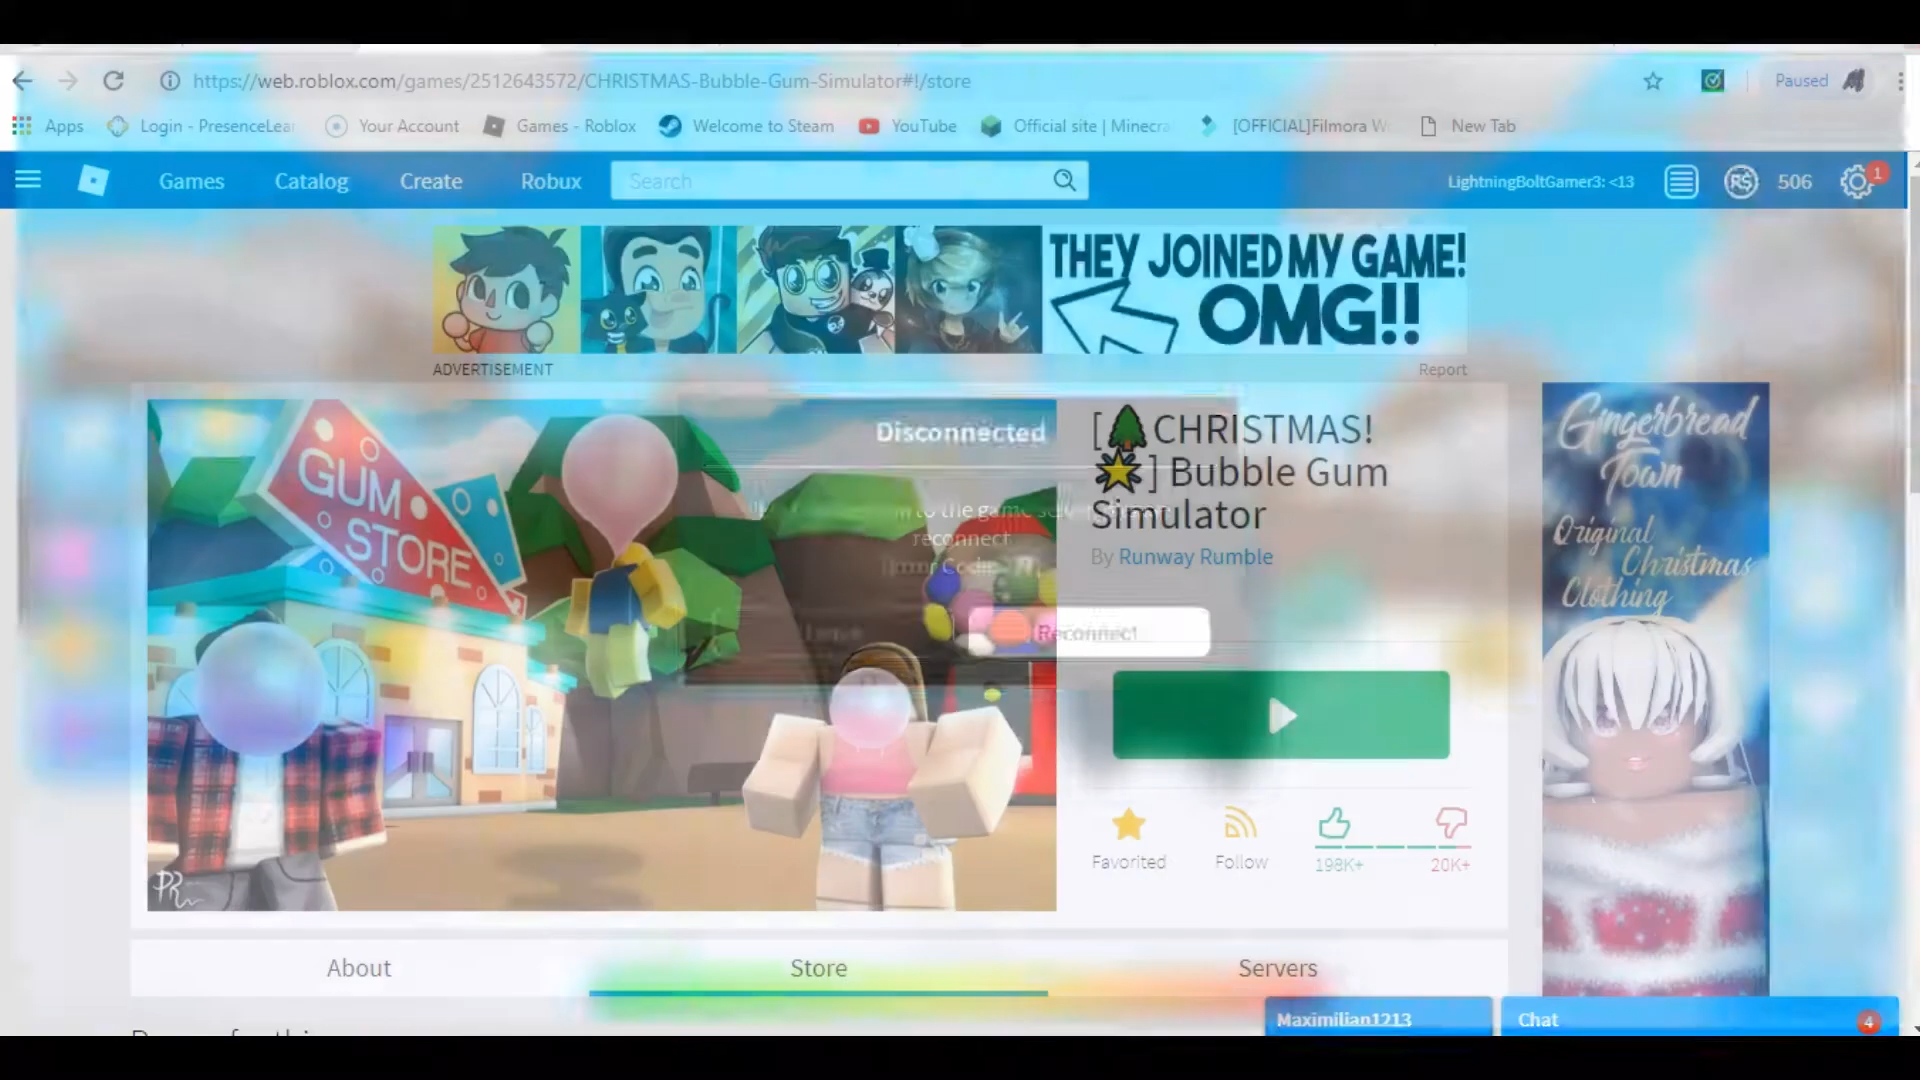 https://web.roblox.com/games/2512643572/CHRISTMAS-Bubble-Gum-Simulator#!/store
Paused
Apps
Login - PresenceLear
Your Account
Games - Roblox
Welcome to Steam
YouTube
Official site | Minecra
[OFFICIAL]Filmora W
New Tab
Games
Catalog
Create
Robux
Search
LightningBoltGamer3: <13
R$
506
1
THEY JOINED MY GAME!
OMG!!
ADVERTISEMENT
Report
GUM
STORE
Disconnected
to the game
reconnect
Reconnect
[🌲CHRISTMAS!
🌟] Bubble Gum
Simulator
By Runway Rumble
Favorited
Follow
198K+
20K+
Gingerbread
Town
Original
Christmas
Clothing
About
Store
Servers
Maximilian1213
Chat
4